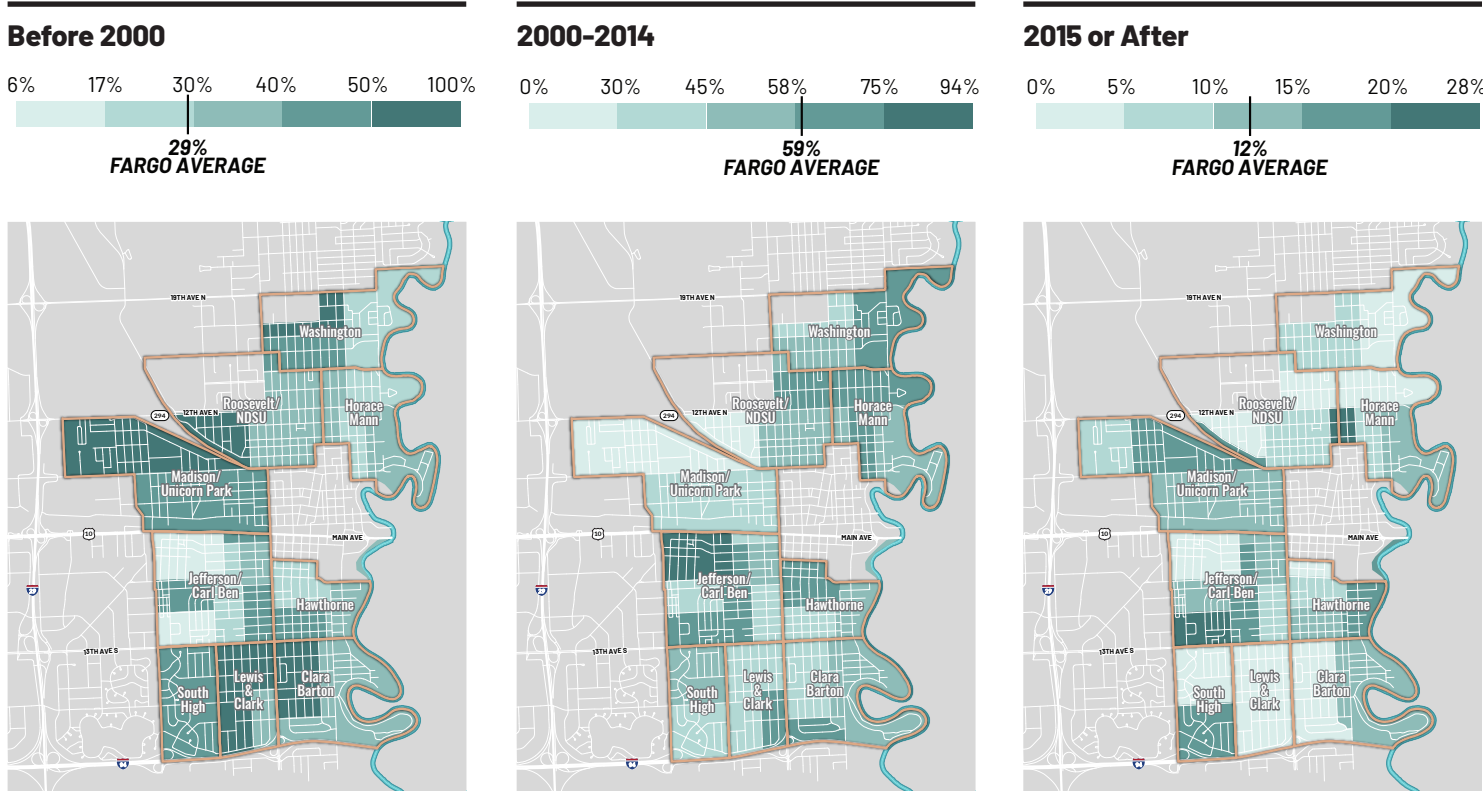 Before 2000
6% 17% 30% 40% 50% 100%
29%
FARGO AVERAGE
19TH AVE N
Washington
294
12TH AVE N
Roosevelt/
NDSU
Horace
Mann
Madison/
Unicorn Park
10
MAIN AVE
Jefferson/
Carl Ben
Hawthorne
29
13TH AVE S
South
High
Lewis
&
Clark
Clara
Barton
94
2000-2014
0% 30% 45% 58% 75% 94%
59%
FARGO AVERAGE
19TH AVE N
Washington
294
12TH AVE N
Roosevelt/
NDSU
Horace
Mann
Madison/
Unicorn Park
10
MAIN AVE
Jefferson/
Carl-Ben
Hawthorne
29
13TH AVE S
South
High
Lewis
&
Clark
Clara
Barton
94
2015 or After
0% 5% 10% 15% 20% 28%
12%
FARGO AVERAGE
19TH AVE N
Washington
294
12TH AVE N
Roosevelt/
NDSU
Horace
Mann
Madison/
Unicorn Park
10
MAIN AVE
Jefferson/
Carl-Ben
Hawthorne
29
13TH AVE S
South
High
Lewis
&
Clark
Clara
Barton
94